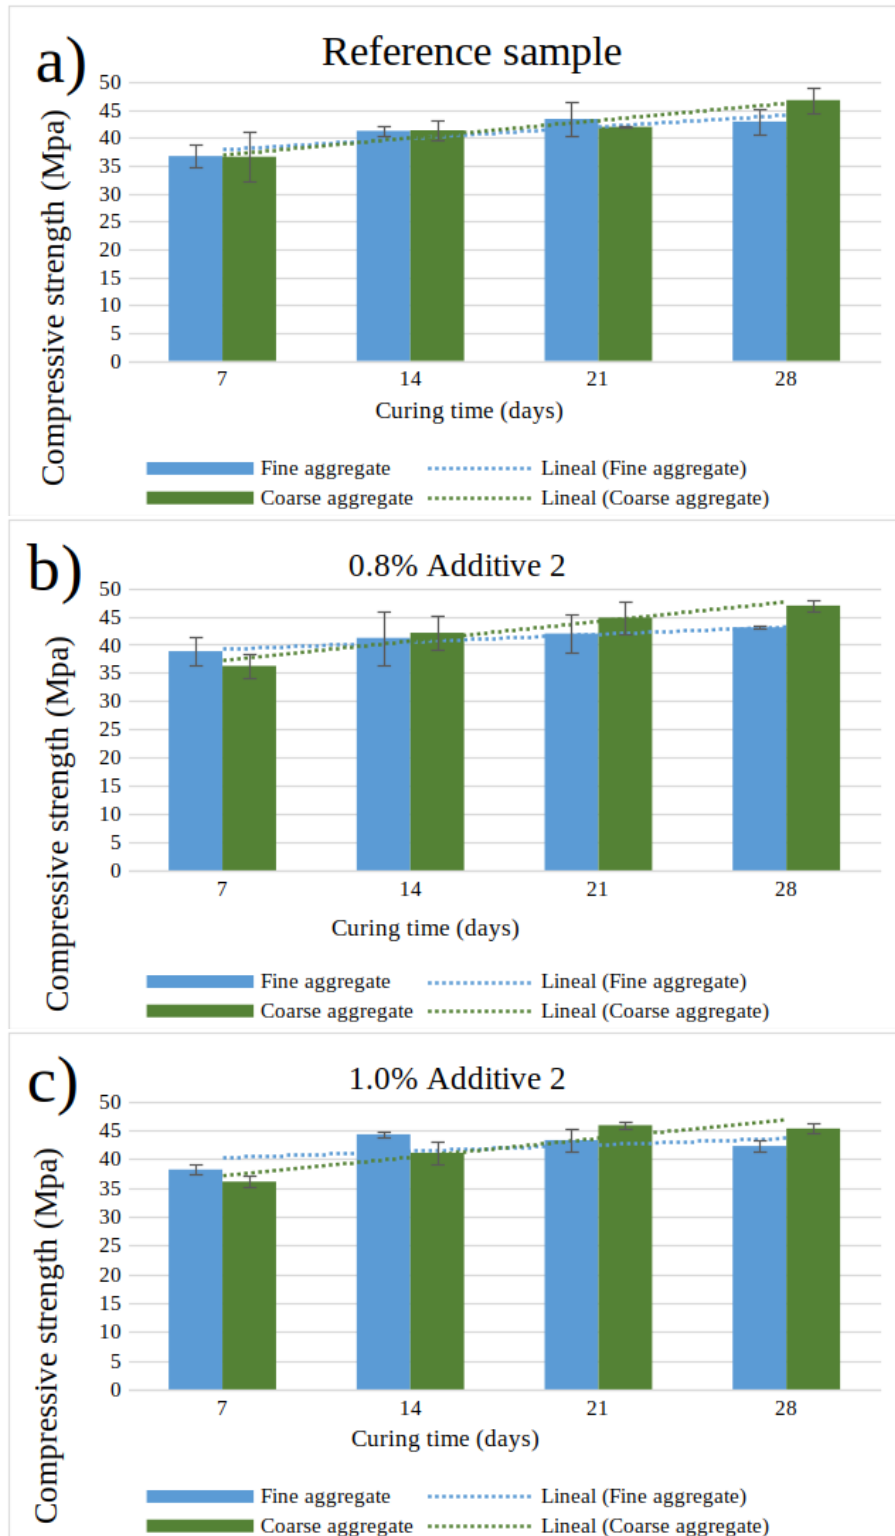 a)
Reference sample
Compressive strength (Mpa)
50
45
40
35
30
25
20
15
10
5
0
7 14 21 28
Curing time (days)
Fine aggregate Lineal (Fine aggregate)
Coarse aggregate Lineal (Coarse aggregate)
b)
0.8% Additive 2
Compressive strength (Mpa)
50
45
40
35
30
25
20
15
10
5
0
7 14 21 28
Curing time (days)
Fine aggregate Lineal (Fine aggregate)
Coarse aggregate Lineal (Coarse aggregate)
c)
1.0% Additive 2
Compressive strength (Mpa)
50
45
40
35
30
25
20
15
10
5
0
7 14 21 28
Curing time (days)
Fine aggregate Lineal (Fine aggregate)
Coarse aggregate Lineal (Coarse aggregate)